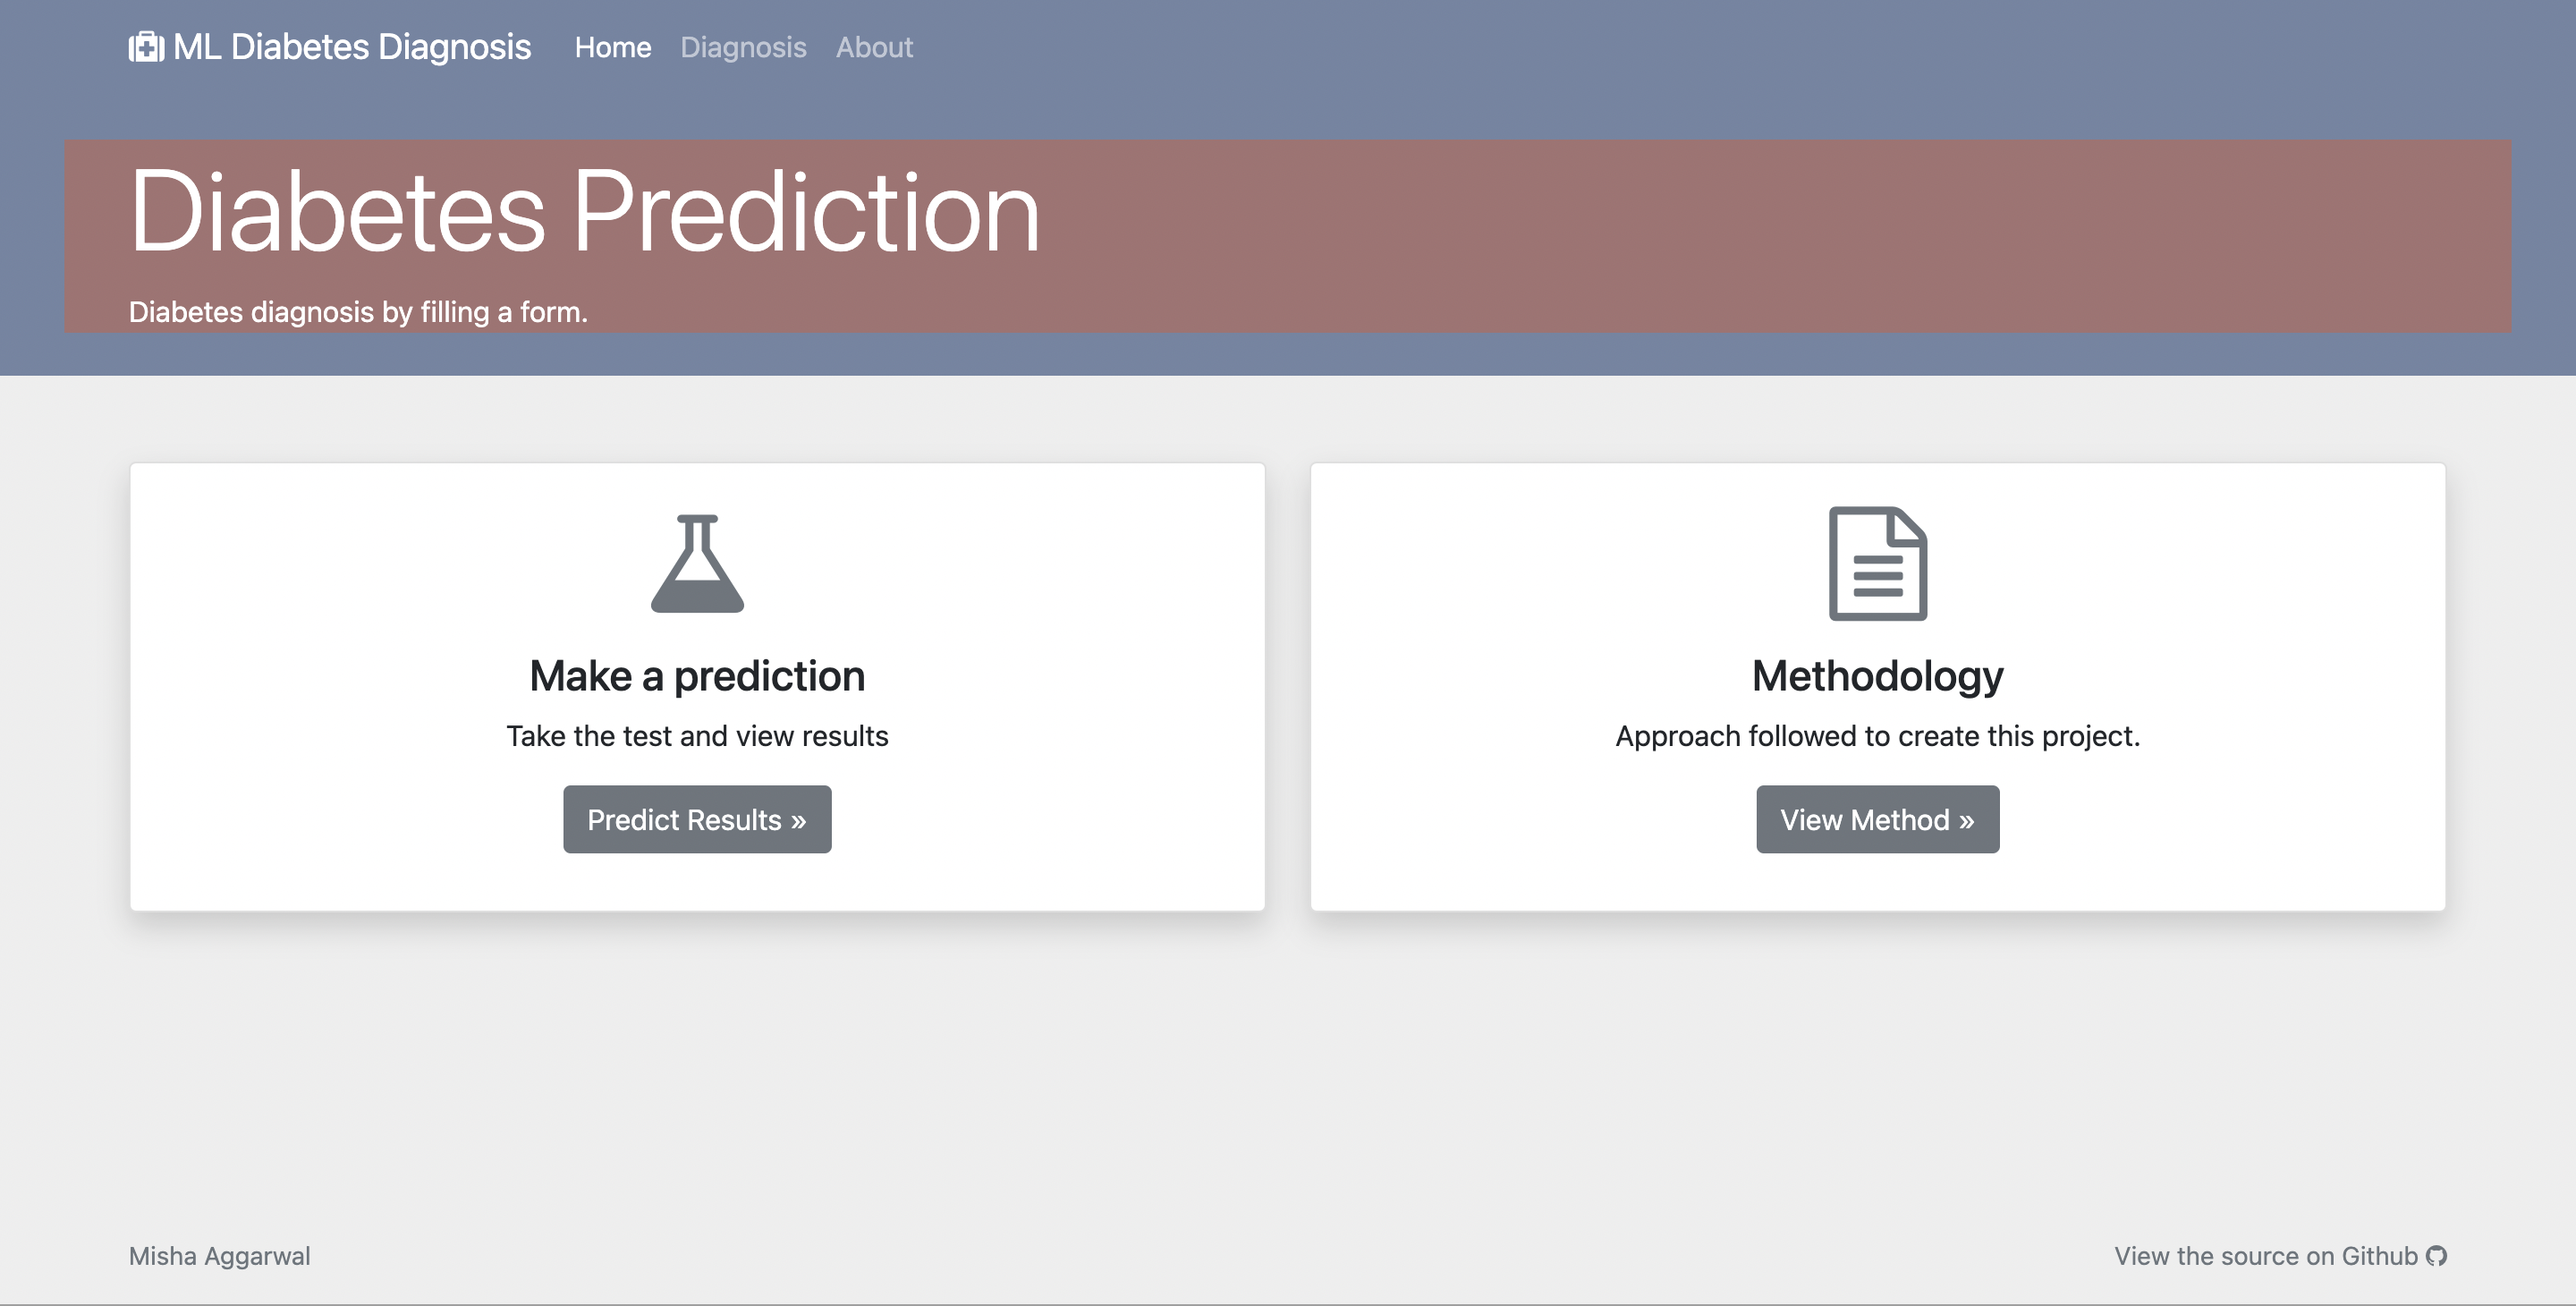 ML Diabetes Diagnosis Home Diagnosis About
Diabetes Prediction
Diabetes diagnosis by filling a form.
Make a prediction
Take the test and view results
Predict Results »
Methodology
Approach followed to create this project.
View Method »
Misha Aggarwal
View the source on Github